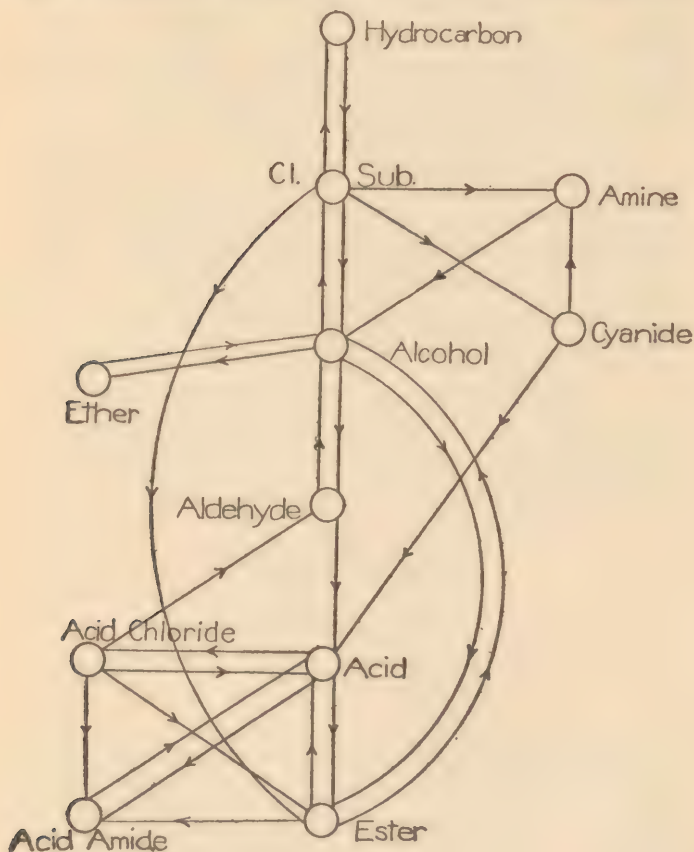 Hydrocarbon
Cl. Sub.
Amine
Cyanide
Alcohol
Ether
Aldehyde
Acid Chloride
Acid
Acid Amide
Ester